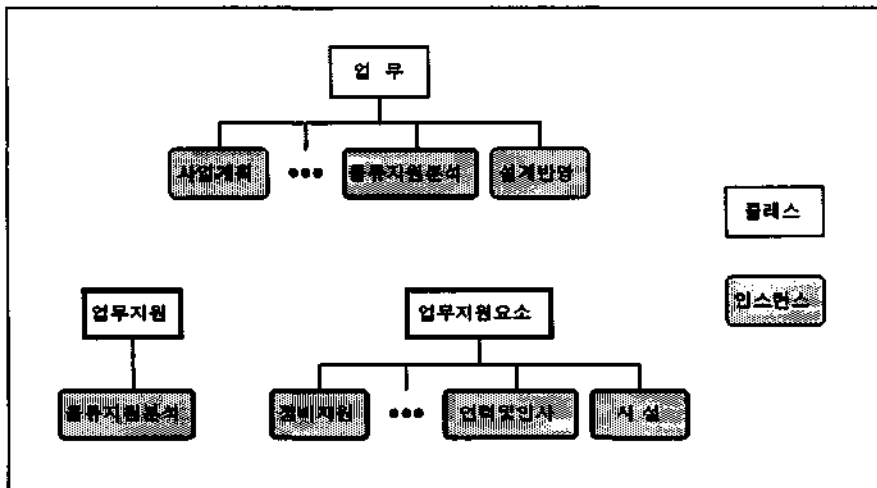 업 무
사업계획 ••• 물류지원분석 설계반영
클래스
인스턴스
업무지원 업무지원요소
물류지원분석 정비지원 ••• 인력및인사 시 설